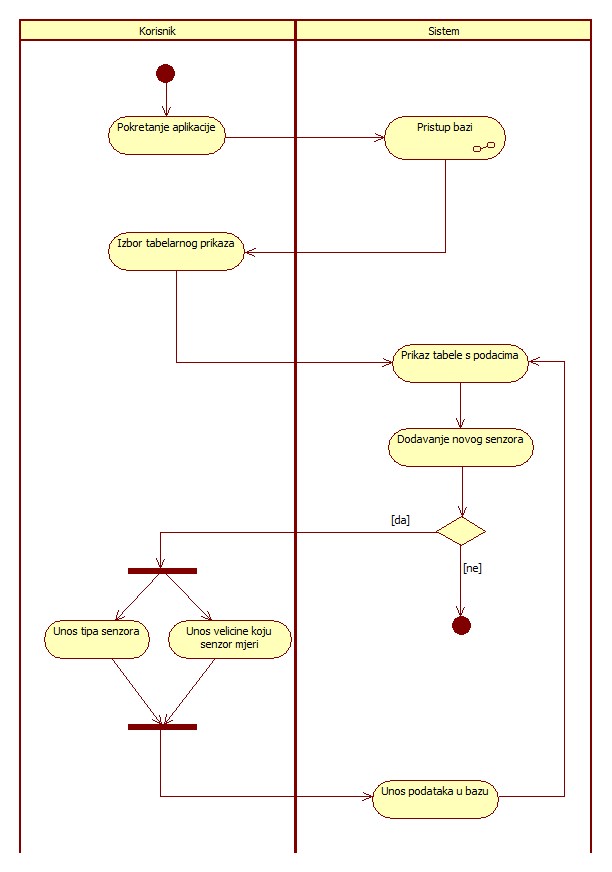 Korisnik
Sistem
Pokretanje aplikacije
Pristup bazi
Izbor tabelarnog prikaza
Prikaz tabele s podacima
Dodavanje novog senzora
[da]
[ne]
Unos tipa senzora
Unos velicine koju
senzor mjeri
Unos podataka u bazu